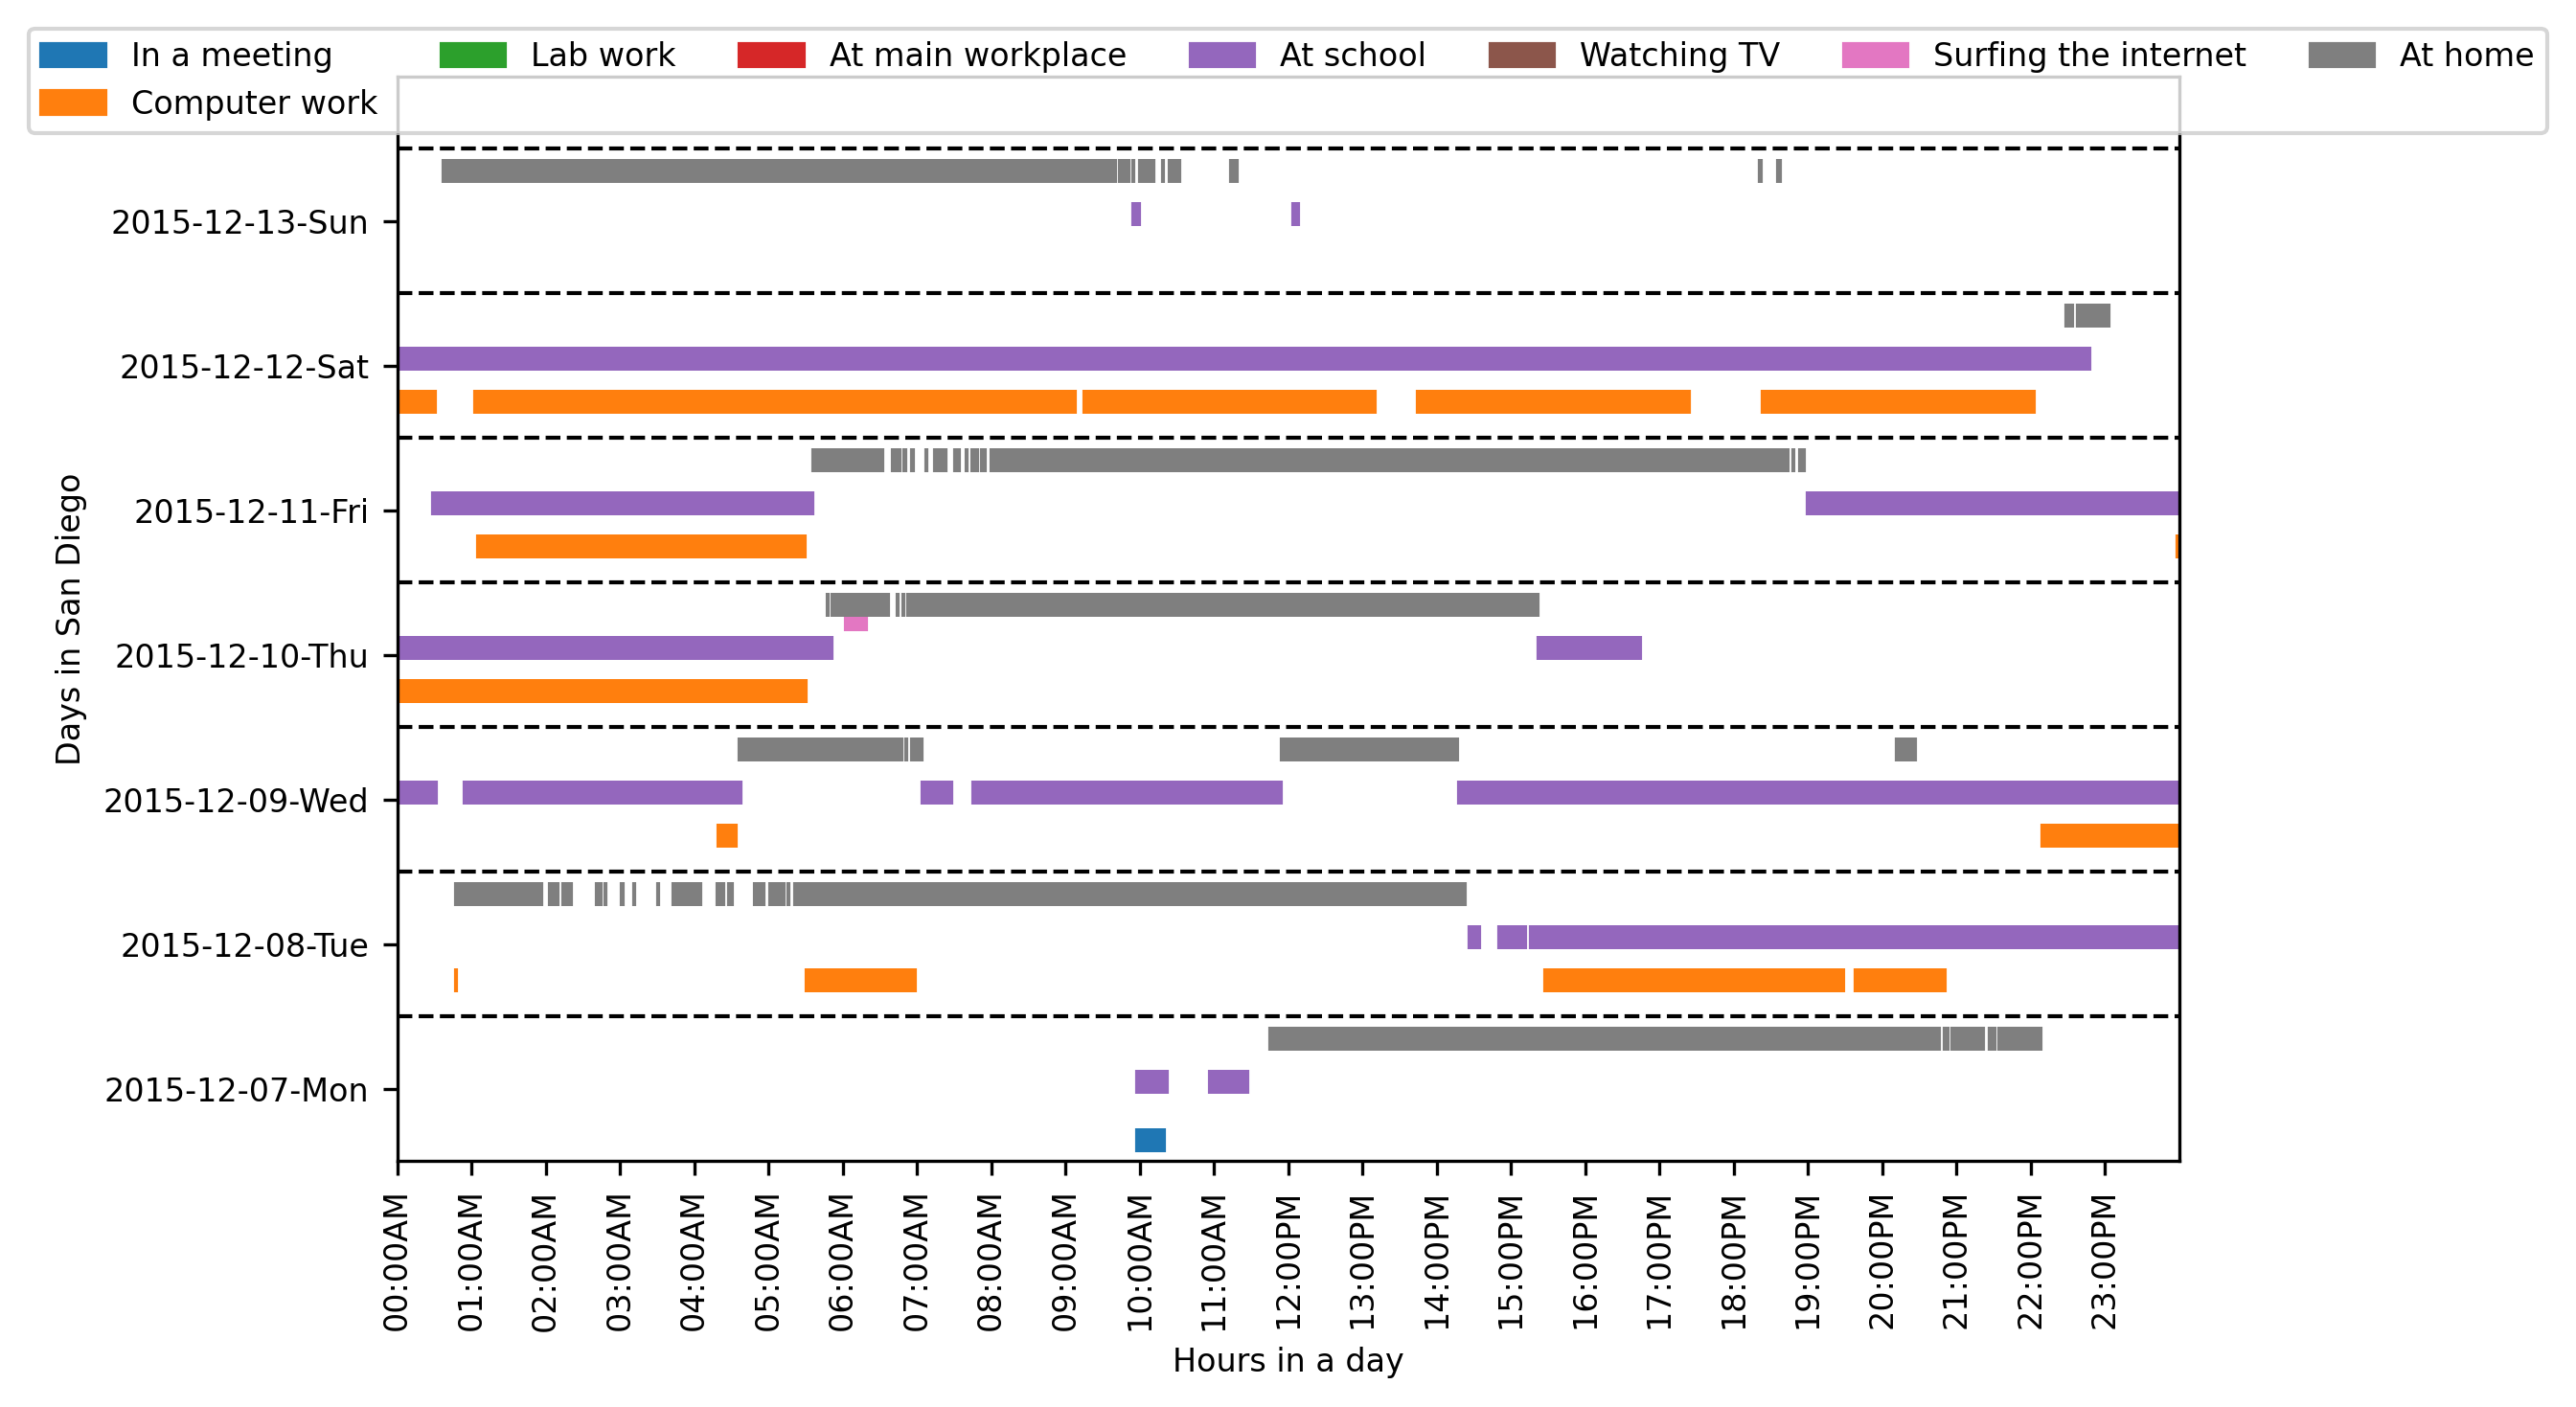 In a meeting
Computer work
Lab work
At main workplace
At school
Watching TV
Surfing the internet
At home
Days in San Diego
2015-12-13-Sun
2015-12-12-Sat
2015-12-11-Fri
2015-12-10-Thu
2015-12-09-Wed
2015-12-08-Tue
2015-12-07-Mon
00:00AM
01:00AM
02:00AM
03:00AM
04:00AM
05:00AM
06:00AM
07:00AM
08:00AM
09:00AM
10:00AM
11:00AM
12:00PM
13:00PM
14:00PM
15:00PM
16:00PM
17:00PM
18:00PM
19:00PM
20:00PM
21:00PM
22:00PM
23:00PM
Hours in a day